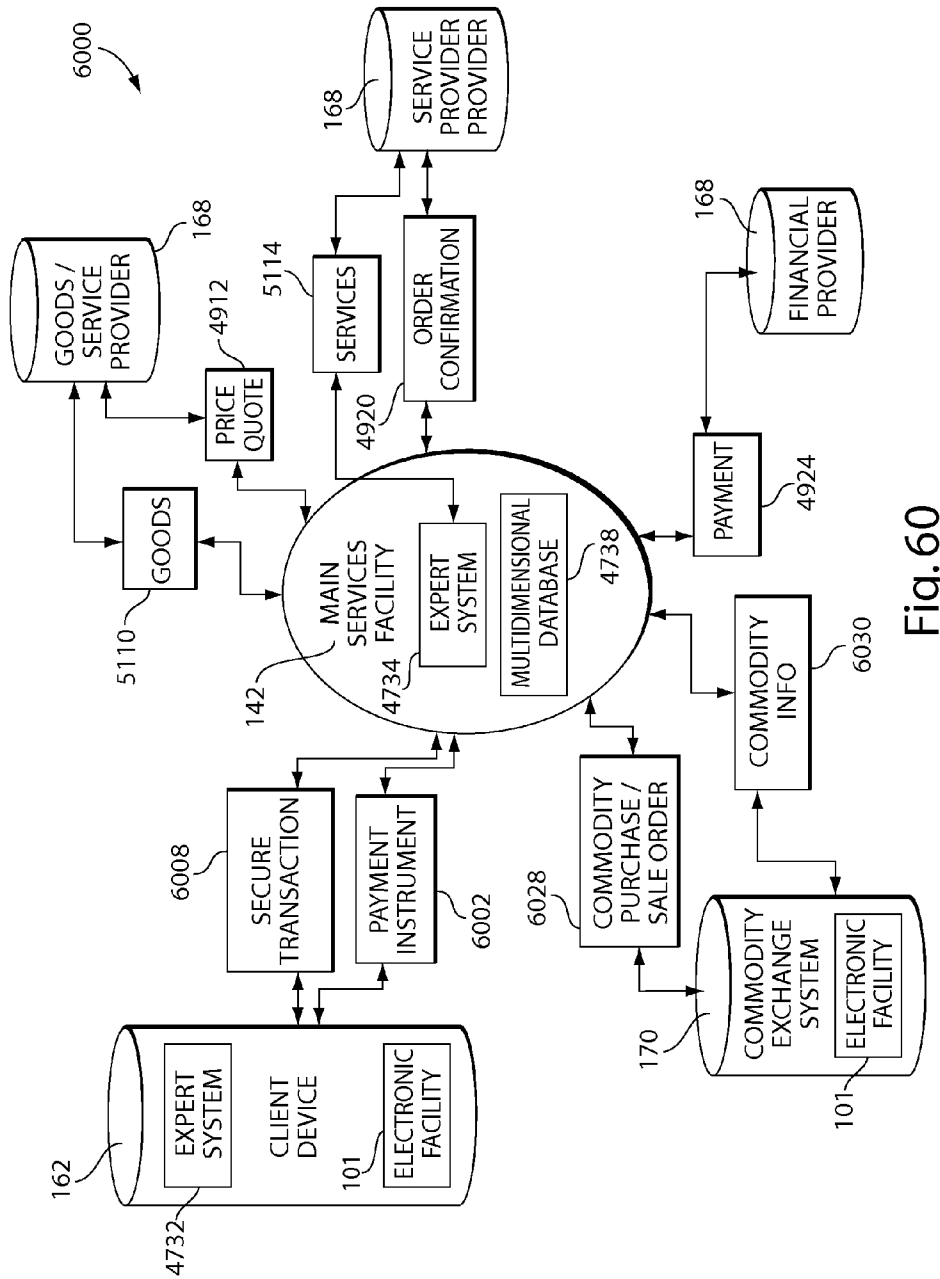 6000
162
EXPERT
SYSTEM
4732
CLIENT
DEVICE
101
ELECTRONIC
FACILITY
6008
SECURE
TRANSACTION
PAYMENT
INSTRUMENT
6002
5110
GOODS
GOODS /
SERVICE
PROVIDER
168
PRICE
QUOTE
4912
142
MAIN
SERVICES
FACILITY
4734
EXPERT
SYSTEM
MULTIDIMENSIONAL
DATABASE
4738
SERVICES
5114
4920
ORDER
CONFIRMATION
168
SERVICE
PROVIDER
PROVIDER
6028
COMMODITY
PURCHASE /
SALE ORDER
170
COMMODITY
EXCHANGE
SYSTEM
101
ELECTRONIC
FACILITY
COMMODITY
INFO
6030
PAYMENT
4924
168
FINANCIAL
PROVIDER
Fig. 60